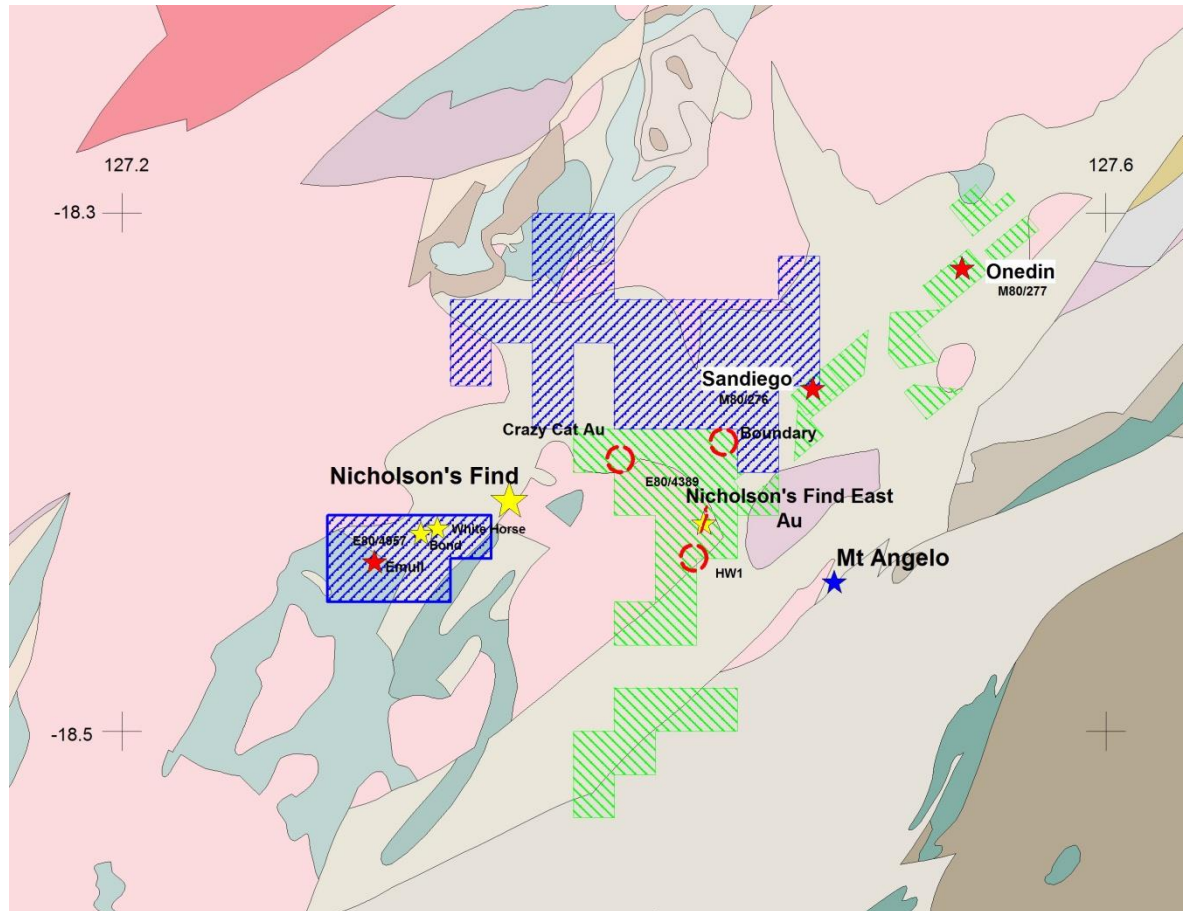 127.2
127.6
-18.3
Onedin
M80/277
Sandiego
M80/276
Crazy Cat Au
Boundary
Nicholson's Find
E80/4389
Nicholson's Find East
Au
White Horse
E80/4957
Bond
Emull
HW1
Mt Angelo
-18.5